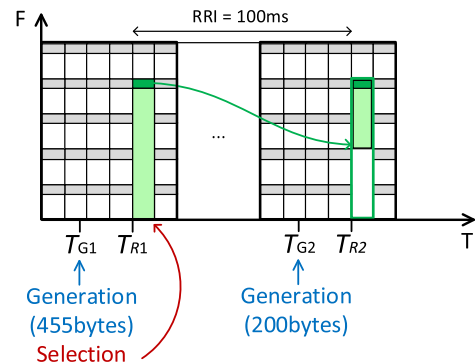 F
RRI = 100ms
...
T
TG1
TR1
TG2
TR2
Generation
(455bytes)
Selection
Generation
(200bytes)